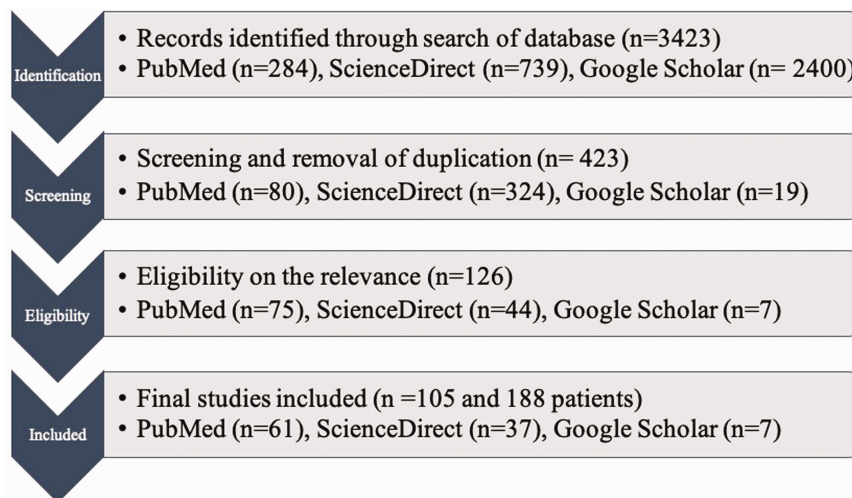 Identification
• Records identified through search of database (n=3423)
• PubMed (n=284), ScienceDirect (n=739), Google Scholar (n= 2400)
Screening
• Screening and removal of duplication (n= 423)
• PubMed (n=80), ScienceDirect (n=324), Google Scholar (n=19)
Eligibility
• Eligibility on the relevance (n=126)
• PubMed (n=75), ScienceDirect (n=44), Google Scholar (n=7)
Included
• Final studies included (n =105 and 188 patients)
• PubMed (n=61), ScienceDirect (n=37), Google Scholar (n=7)